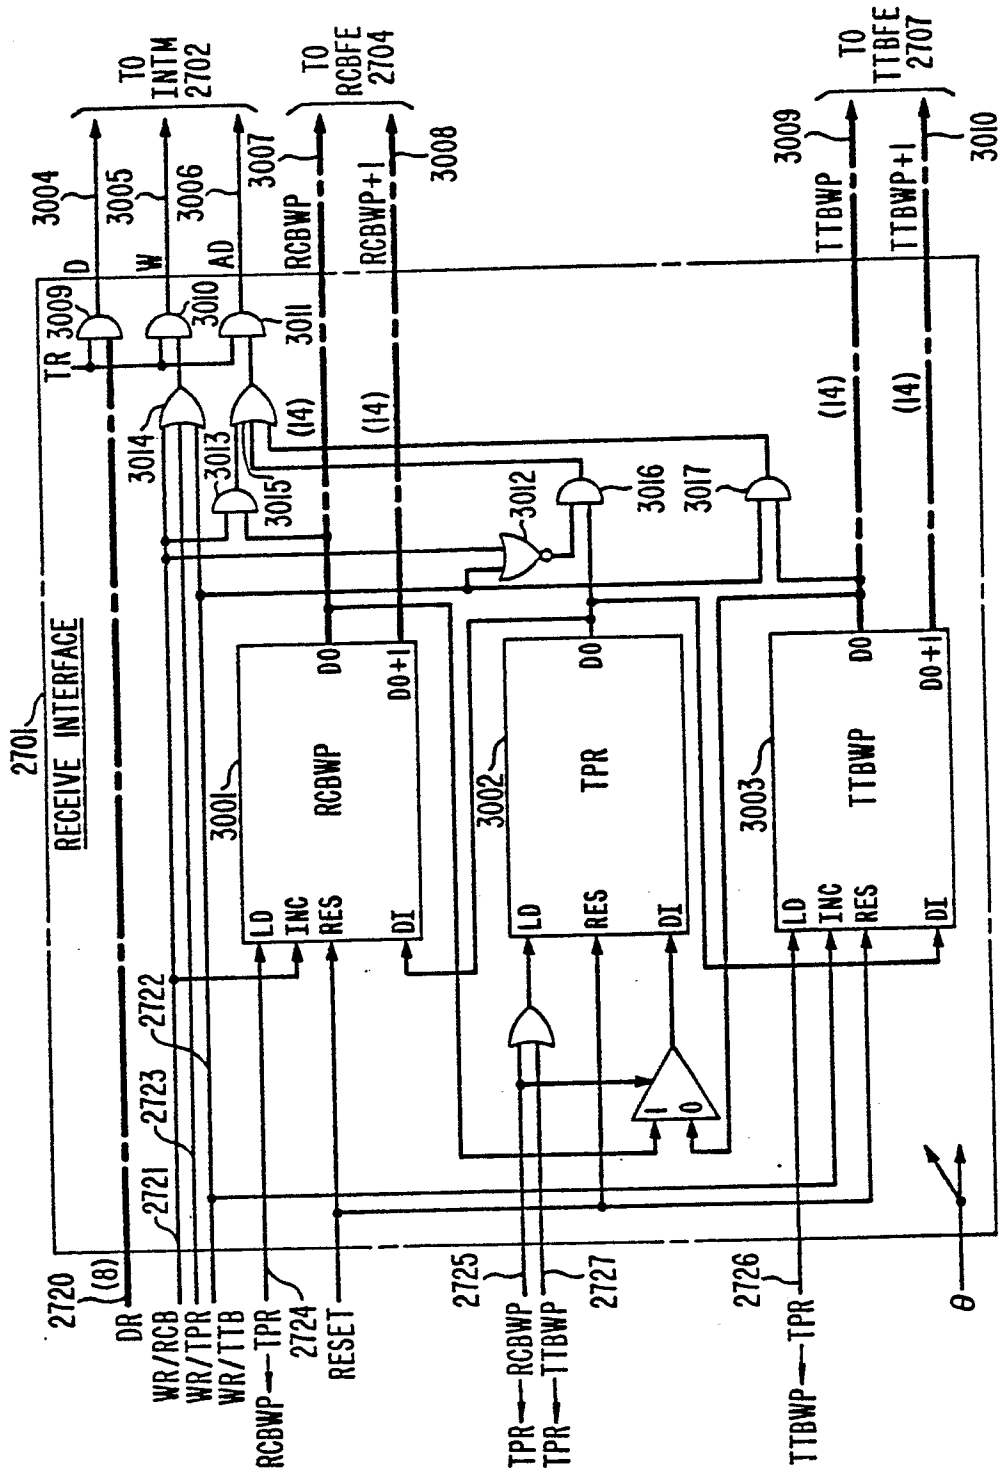 2701
RECEIVE INTERFACE
2720
(8)
DR
2721
2723
2722
WR/RCB
WR/TPR
WR/TTB
RCBWP←TPR
2724
RESET
TPR←RCBWP
2725
TPR←TTBWP
2727
TTBWP←TPR
2726
θ
3001
LD
INC
RES
DI
RCBWP
DO
DO+1
3002
LD
RES
DI
TPR
DO
1
0
3003
LD
INC
RES
DI
TTBWP
DO
DO+1
TR
3009
3010
3011
3014
3013
3015
3012
3016
3017
(14)
(14)
(14)
(14)
D
W
AD
RCBWP
RCBWP+1
TTBWP
TTBWP+1
3004
3005
3006
3007
3008
3009
3010
TO
INTM
2702
TO
RCBFE
2704
TO
TTBFE
2707